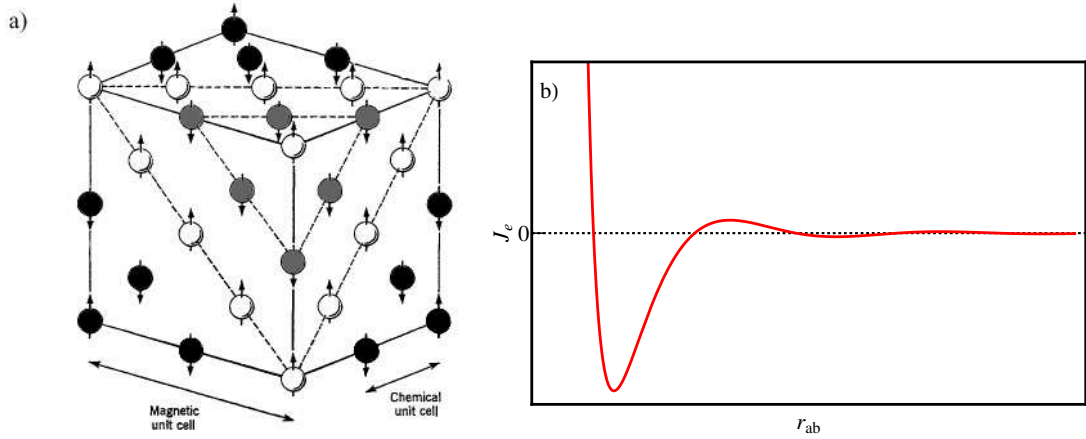 a)
Magnetic
unit cell
Chemical
unit cell
b)
J_e
0
r_ab